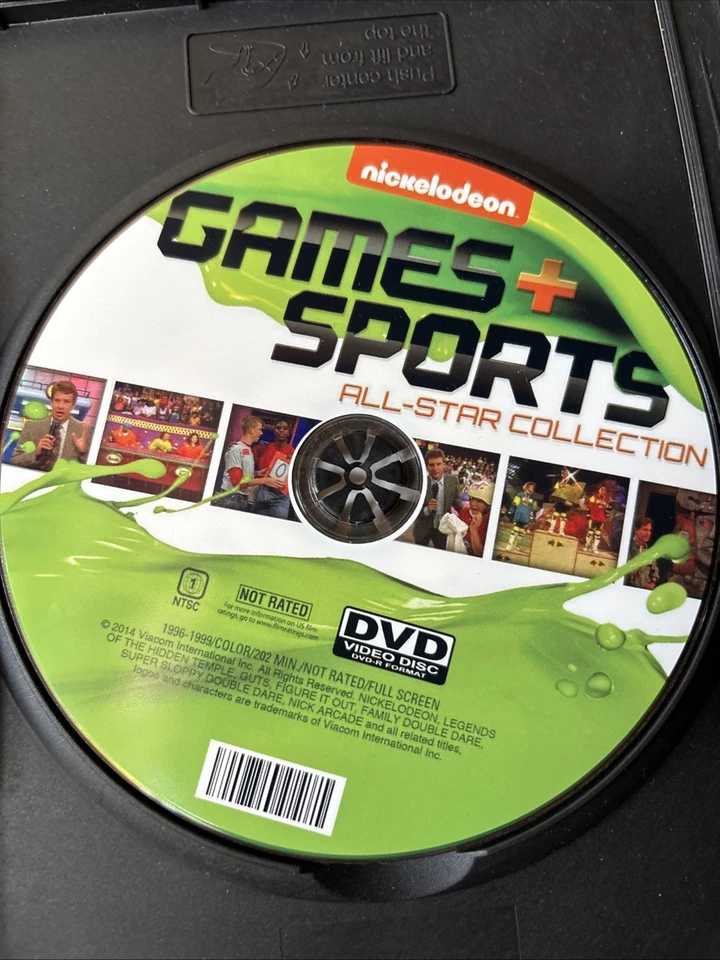 Push center
and lift from
the top
nickelodeon
GAMES+
SPORTS
ALL-STAR COLLECTION
0
1
NTSC
NOT RATED
For more information on US film
ratings, go to www.filmratings.com
DVD
VIDEO DISC
DVD-R FORMAT
1996-1999/COLOR/202 MIN./NOT RATED/FULL SCREEN
© 2014 Viacom International Inc. All Rights Reserved. NICKELODEON, LEGENDS
OF THE HIDDEN TEMPLE, GUTS, FIGURE IT OUT, FAMILY DOUBLE DARE,
SUPER SLOPPY DOUBLE DARE, NICK ARCADE and all related titles,
logos and characters are trademarks of Viacom International Inc.